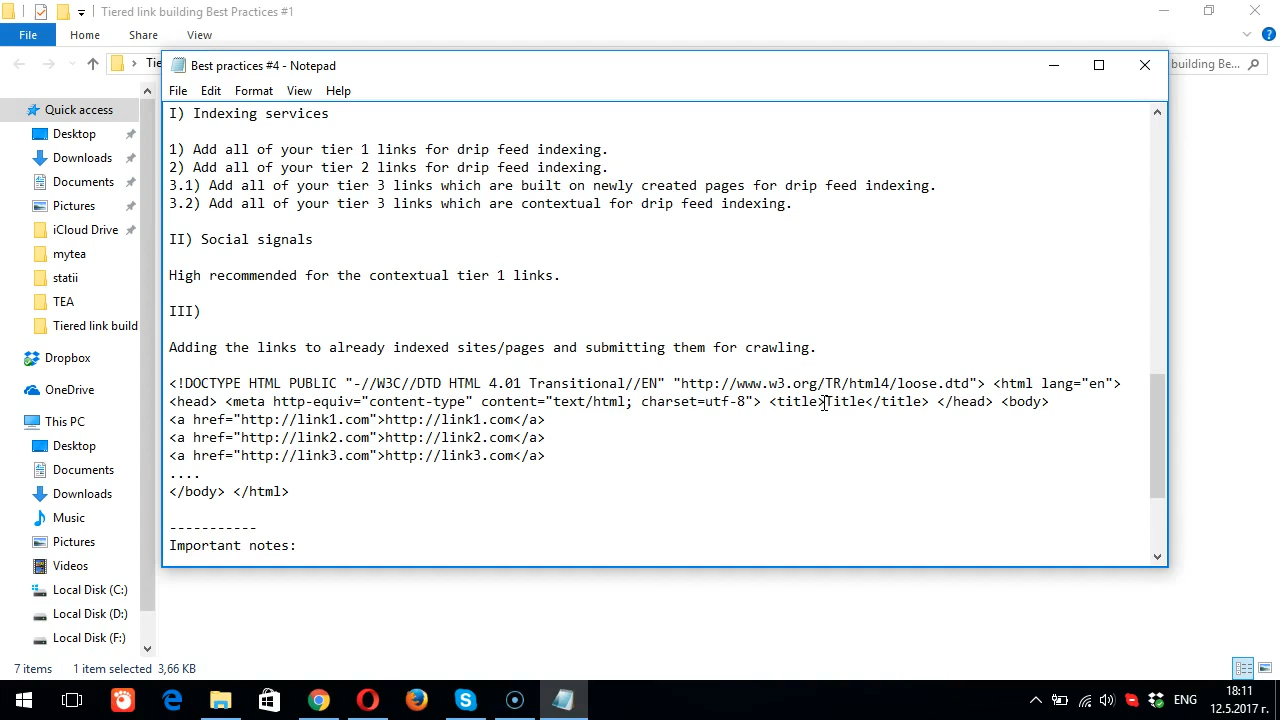 Tiered link building Best Practices #1
File
Home
Share
View
Tie
building Be...
Best practices #4 - Notepad
File
Edit
Format
View
Help
Quick access
Desktop
Downloads
Documents
Pictures
iCloud Drive
mytea
statii
TEA
Tiered link build
Dropbox
OneDrive
This PC
Desktop
Documents
Downloads
Music
Pictures
Videos
Local Disk (C:)
Local Disk (D:)
Local Disk (F:)
I) Indexing services
1) Add all of your tier 1 links for drip feed indexing.
2) Add all of your tier 2 links for drip feed indexing.
3.1) Add all of your tier 3 links which are built on newly created pages for drip feed indexing.
3.2) Add all of your tier 3 links which are contextual for drip feed indexing.
II) Social signals
High recommended for the contextual tier 1 links.
III)
Adding the links to already indexed sites/pages and submitting them for crawling.
<!DOCTYPE HTML PUBLIC "-//W3C//DTD HTML 4.01 Transitional//EN" "http://www.w3.org/TR/html4/loose.dtd"> <html lang="en">
<head> <meta http-equiv="content-type" content="text/html; charset=utf-8"> <title>Title</title> </head> <body>
<a href="http://link1.com">http://link1.com</a>
<a href="http://link2.com">http://link2.com</a>
<a href="http://link3.com">http://link3.com</a>
....
</body> </html>
-----------
Important notes:
7 items
1 item selected 3,66 KB
ENG
18:11
12.5.2017 г.